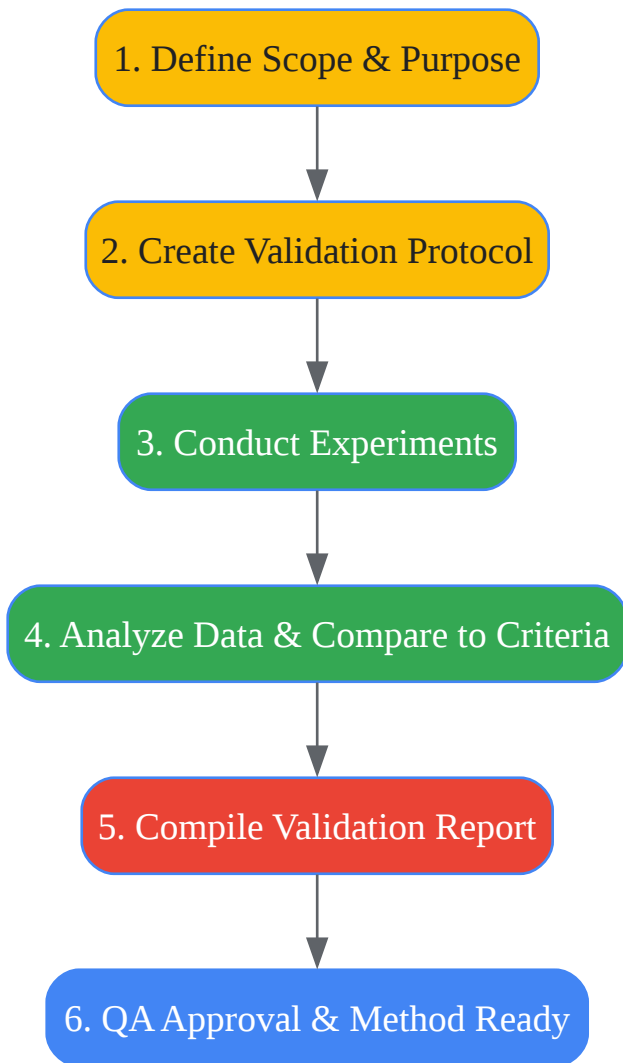 1. Define Scope & Purpose
2. Create Validation Protocol
3. Conduct Experiments
4. Analyze Data & Compare to Criteria
5. Compile Validation Report
6. QA Approval & Method Ready